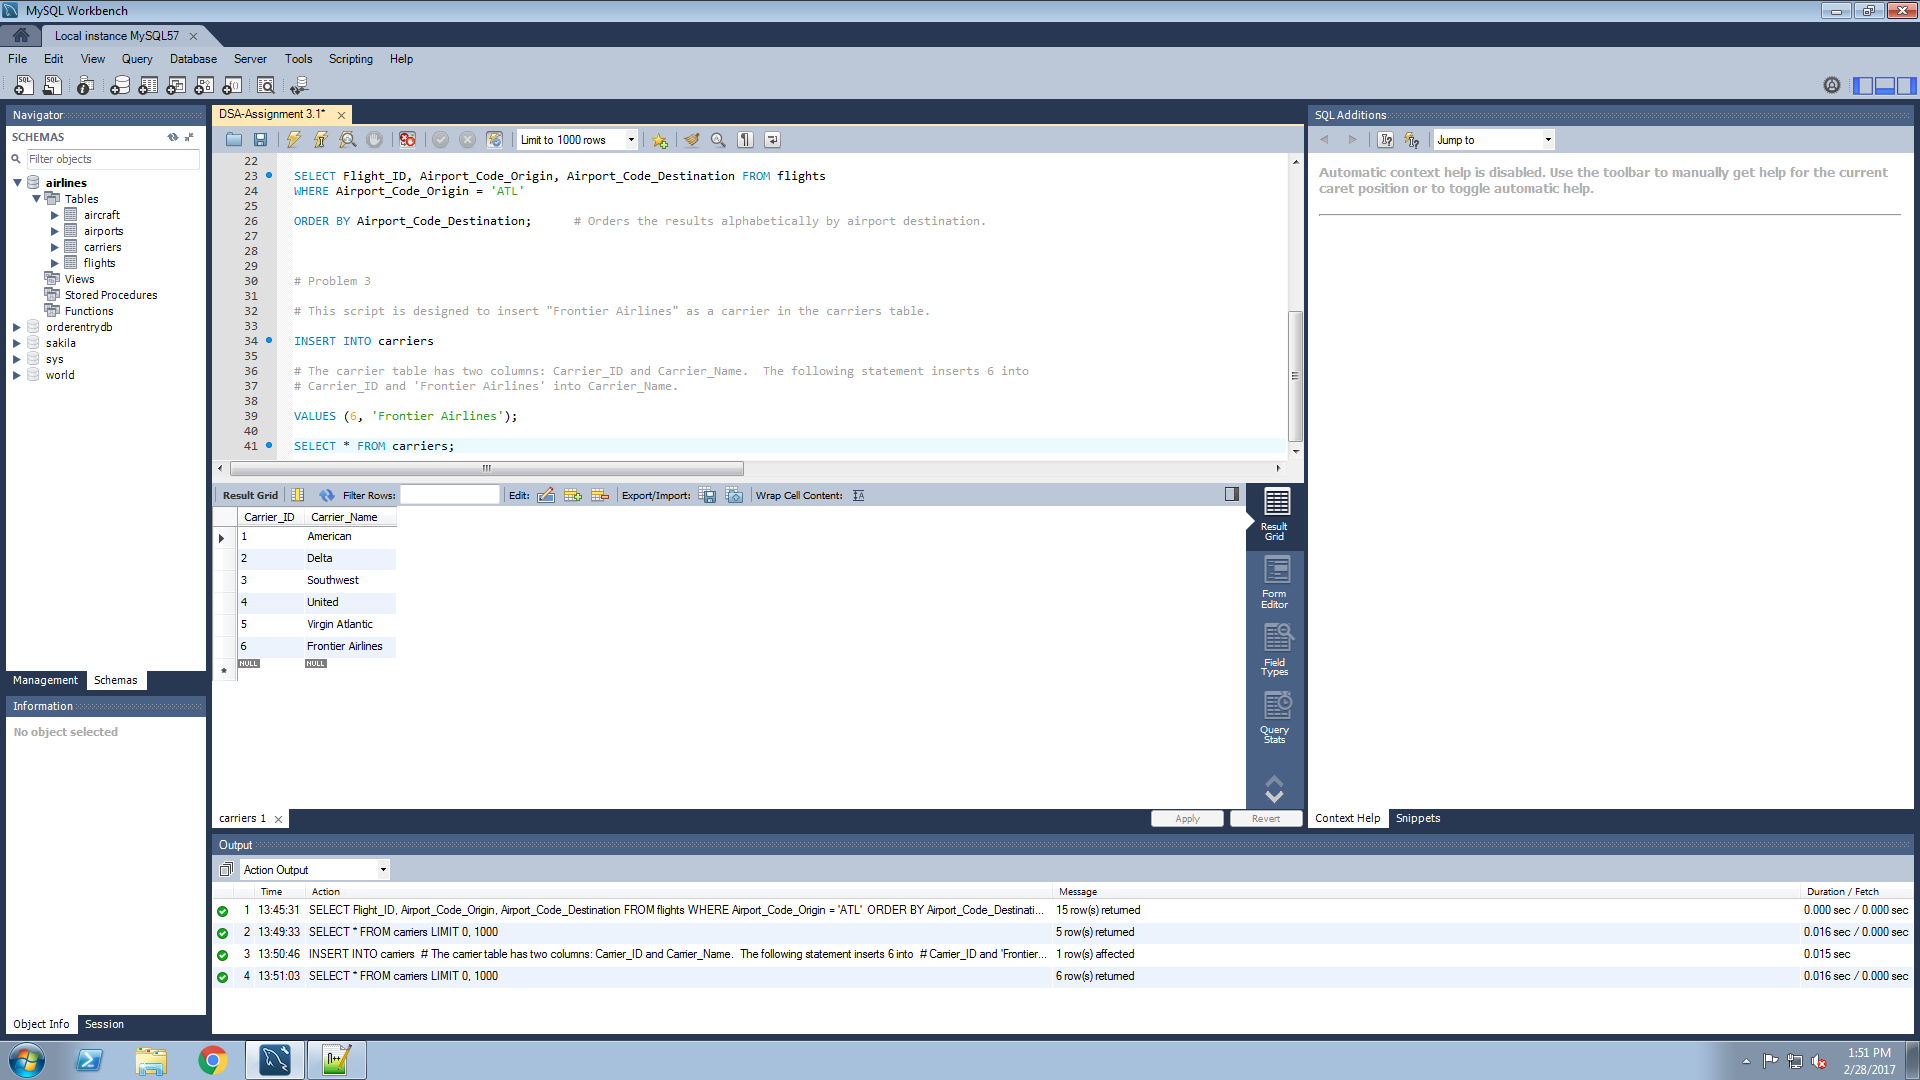 MySQL Workbench
Local instance MySQL57
File Edit View Query Database Server Tools Scripting Help
Navigator
SCHEMAS
Filter objects
airlines
Tables
aircraft
airports
carriers
flights
Views
Stored Procedures
Functions
orderentrydb
sakila
sys
world
Management Schemas
Information
No object selected
Object Info Session
DSA-Assignment 3.1*
Limit to 1000 rows
22
23 SELECT Flight_ID, Airport_Code_Origin, Airport_Code_Destination FROM flights
24 WHERE Airport_Code_Origin = 'ATL'
25
26 ORDER BY Airport_Code_Destination; # Orders the results alphabetically by airport destination.
27
28
29
30 # Problem 3
31
32 # This script is designed to insert "Frontier Airlines" as a carrier in the carriers table.
33
34 INSERT INTO carriers
35
36 # The carrier table has two columns: Carrier_ID and Carrier_Name.  The following statement inserts 6 into
37 # Carrier_ID and 'Frontier Airlines' into Carrier_Name.
38
39 VALUES (6, 'Frontier Airlines');
40
41 SELECT * FROM carriers;
Result Grid Filter Rows: Edit: Export/Import: Wrap Cell Content:
Carrier_ID Carrier_Name
1 American
2 Delta
3 Southwest
4 United
5 Virgin Atlantic
6 Frontier Airlines
NULL NULL
Result
Grid
Form
Editor
Field
Types
Query
Stats
carriers 1
Apply Revert
SQL Additions
Jump to
Automatic context help is disabled. Use the toolbar to manually get help for the current
caret position or to toggle automatic help.
Context Help Snippets
Output
Action Output
Time Action Message Duration / Fetch
1 13:45:31 SELECT Flight_ID, Airport_Code_Origin, Airport_Code_Destination FROM flights WHERE Airport_Code_Origin = 'ATL' ORDER BY Airport_Code_Destinati... 15 row(s) returned 0.000 sec / 0.000 sec
2 13:49:33 SELECT * FROM carriers LIMIT 0, 1000 5 row(s) returned 0.016 sec / 0.000 sec
3 13:50:46 INSERT INTO carriers # The carrier table has two columns: Carrier_ID and Carrier_Name. The following statement inserts 6 into # Carrier_ID and 'Frontier... 1 row(s) affected 0.015 sec
4 13:51:03 SELECT * FROM carriers LIMIT 0, 1000 6 row(s) returned 0.016 sec / 0.000 sec
1:51 PM
2/28/2017